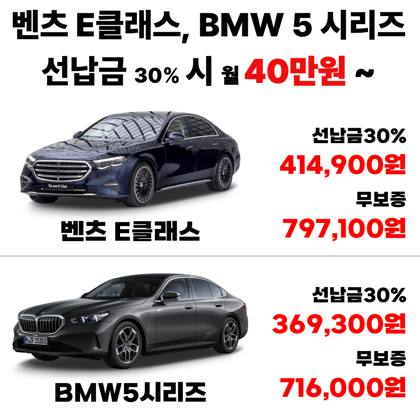 벤츠 E클래스, BMW 5 시리즈
선납금 30% 시 월 40만원 ~
선납금30%
414,900원
무보증
797,100원
벤츠 E클래스
선납금30%
369,300원
무보증
716,000원
BMW5시리즈